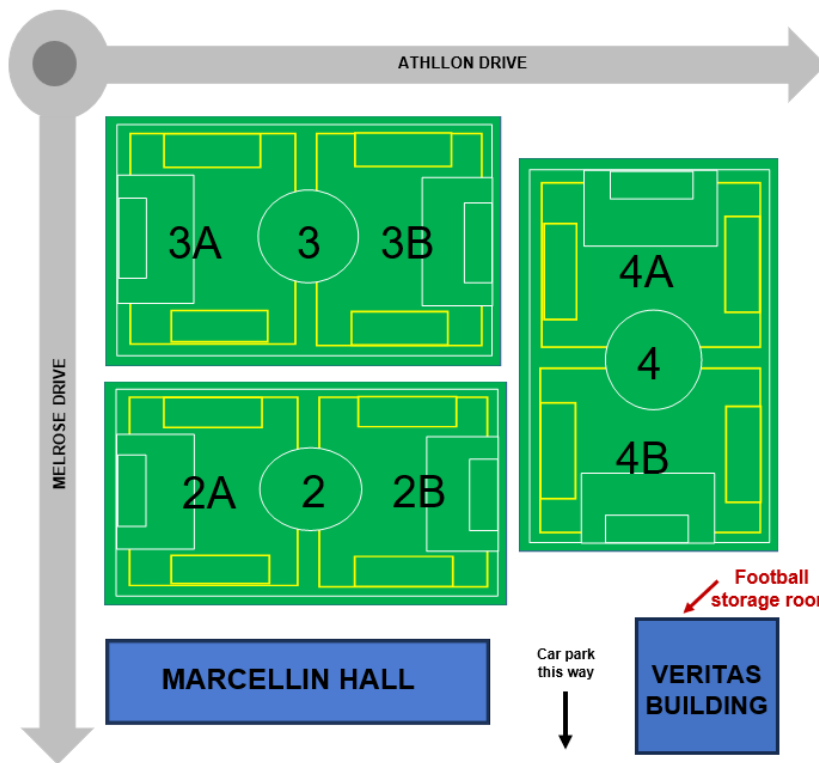 ATHLLON DRIVE
MELROSE DRIVE
3A
3
3B
4A
4
4B
2A
2
2B
Football
storage roo
MARCELLIN HALL
Car park
this way
VERITAS
BUILDING